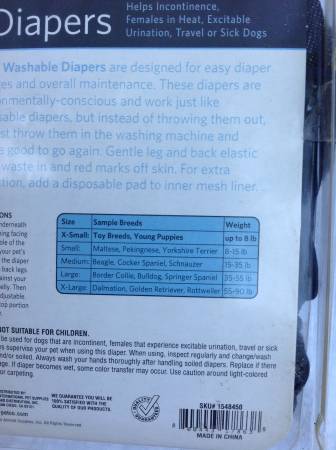 Diapers
Helps Incontinence,
Females in Heat, Excitable
Urination, Travel or Sick Dogs
Washable Diapers are designed for easy diaper
and overall maintenance. These diapers are
conscious and work just like
diapers, but instead of throwing them out,
throw them in the washing machine and
good to go again. Gentle leg and back elastic
waste in and red marks off skin. For extra
add a disposable pad to inner mesh liner.
Size Sample Breeds Weight
X-Small: Toy Breeds, Young Puppies up to 8 lb
Small: Maltese, Pekingnese, Yorkshire Terrier 8-15 lb
Medium: Beagle, Cocker Spaniel, Schnauzer 15-35 lb
Large: Border Collie, Bulldog, Springer Spaniel 35-55 lb
X-Large: Dalmation, Golden Retriever, Rottweiler 55-90 lb
NOT SUITABLE FOR CHILDREN.
be used for dogs that are incontinent, females that experience excitable urination, travel or sick
supervise your pet when using this diaper. When using, inspect regularly and change/wash
and/or soiled. Always wash your hands thoroughly after handling soiled diapers. Replace if there
If diaper becomes wet, some color transfer may occur. Use caution around light-colored
or carpeting.
WE GUARANTEE YOU WILL BE
100% SATISFIED WITH THE
QUALITY OF OUR PRODUCTS.
QUALITY
GUARANTEE
SKU# 1548450
MADE IN CHINA